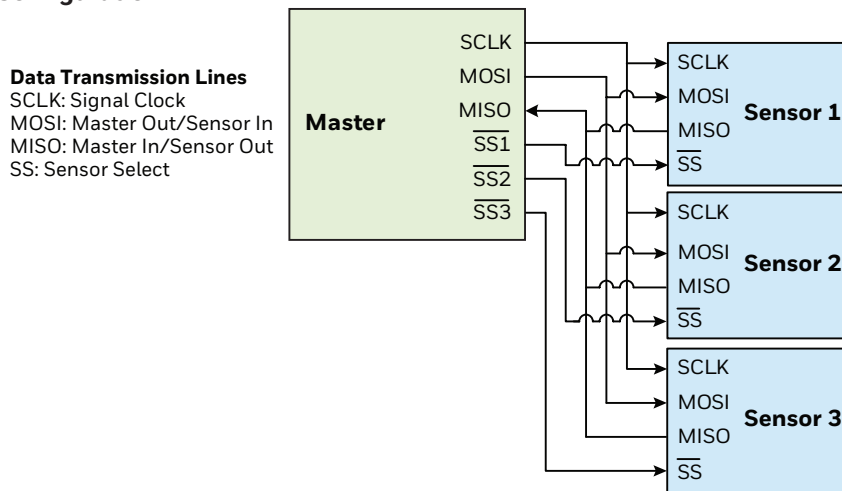 Data Transmission Lines
SCLK: Signal Clock
MOSI: Master Out/Sensor In
MISO: Master In/Sensor Out
SS: Sensor Select
Master
SCLK
MOSI
MISO
SS1
SS2
SS3
SCLK
MOSI
MISO
SS
Sensor 1
SCLK
MOSI
MISO
SS
Sensor 2
SCLK
MOSI
MISO
SS
Sensor 3